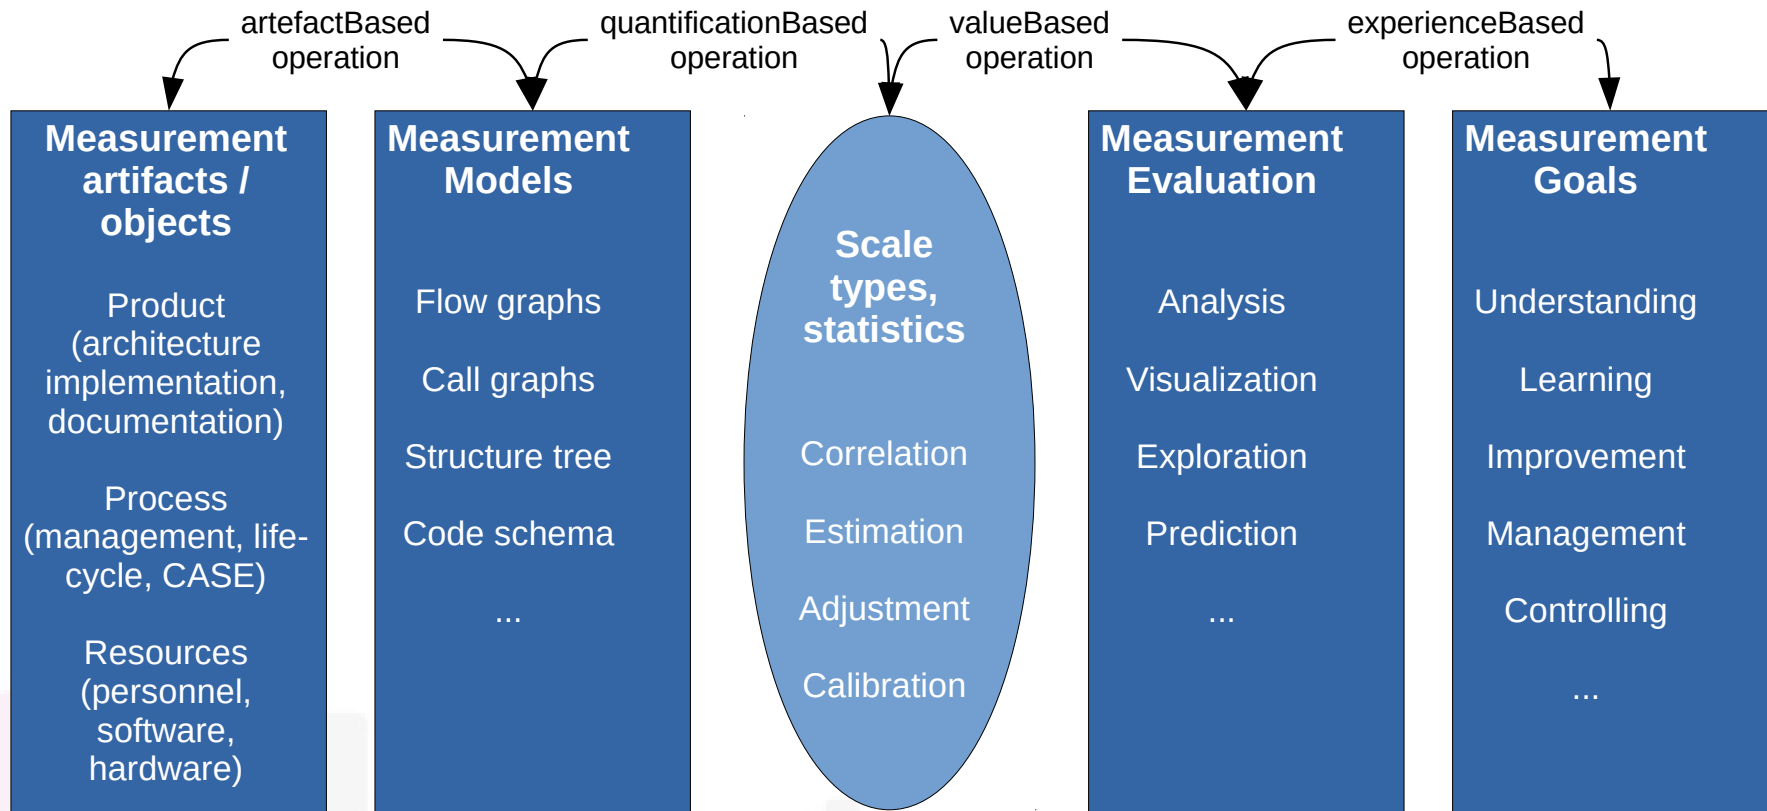 artefactBased
operation
quantificationBased
operation
valueBased
operation
experienceBased
operation
Measurement
artifacts /
objects
Product
(architecture
implementation,
documentation)
Process
(management, life-
cycle, CASE)
Resources
(personnel,
software,
hardware)
Measurement
Models
Flow graphs
Call graphs
Structure tree
Code schema
...
Scale
types,
statistics
Correlation
Estimation
Adjustment
Calibration
Measurement
Evaluation
Analysis
Visualization
Exploration
Prediction
...
Measurement
Goals
Understanding
Learning
Improvement
Management
Controlling
...